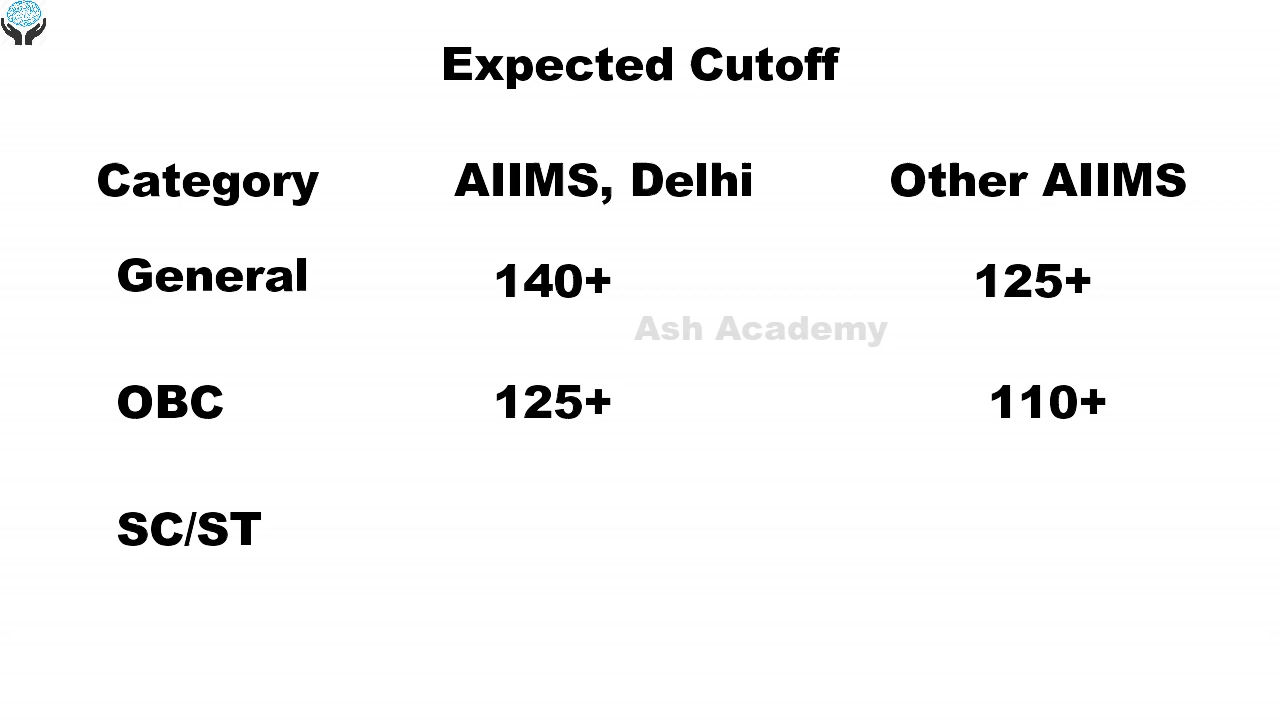 Expected Cutoff
Category AIIMS, Delhi Other AIIMS
General 140+ 125+
Ash Academy
OBC 125+ 110+
SC/ST